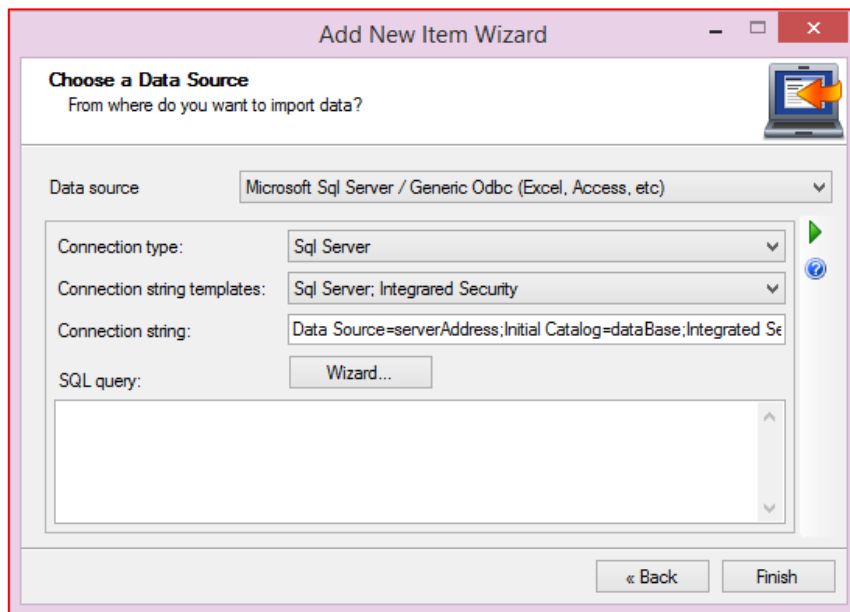 Add New Item Wizard
Choose a Data Source
From where do you want to import data?
Data source Microsoft Sql Server / Generic Odbc (Excel, Access, etc)
Connection type: Sql Server
Connection string templates: Sql Server; Integrared Security
Connection string: Data Source=serverAddress;Initial Catalog=dataBase;Integrated Se
SQL query: Wizard...
« Back Finish